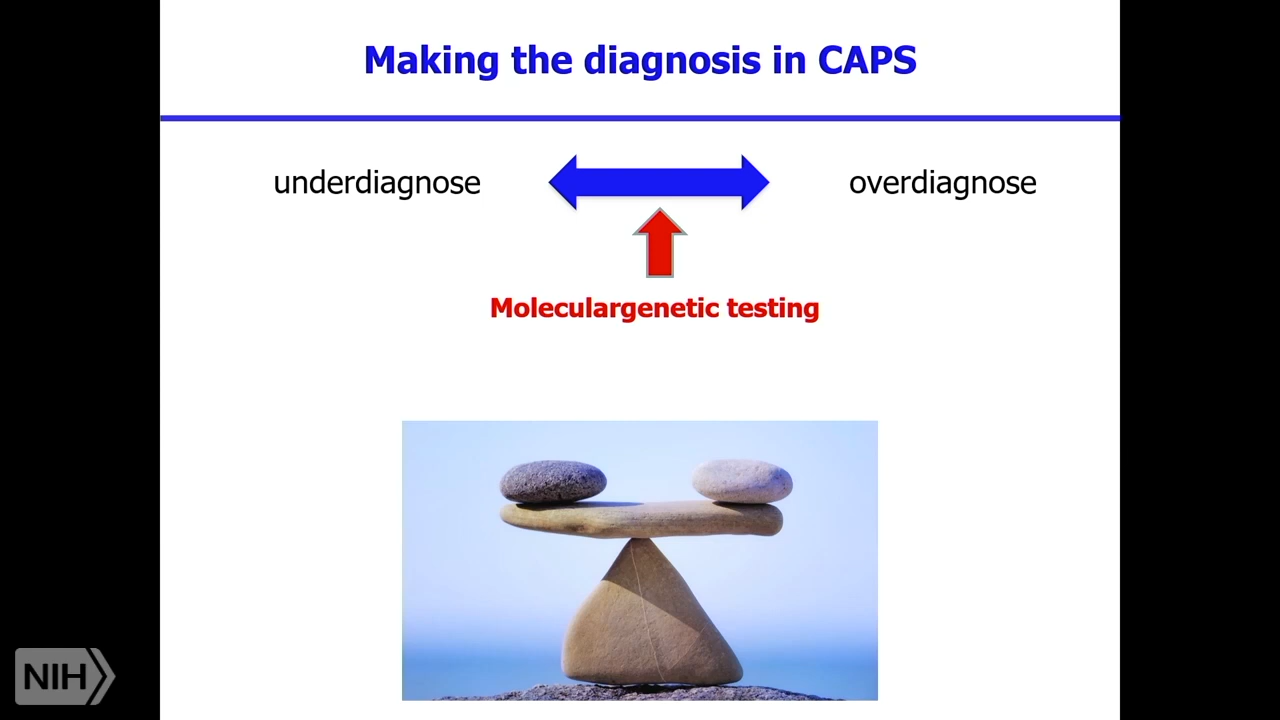 Making the diagnosis in CAPS
underdiagnose
overdiagnose
Moleculargenetic testing
NIH